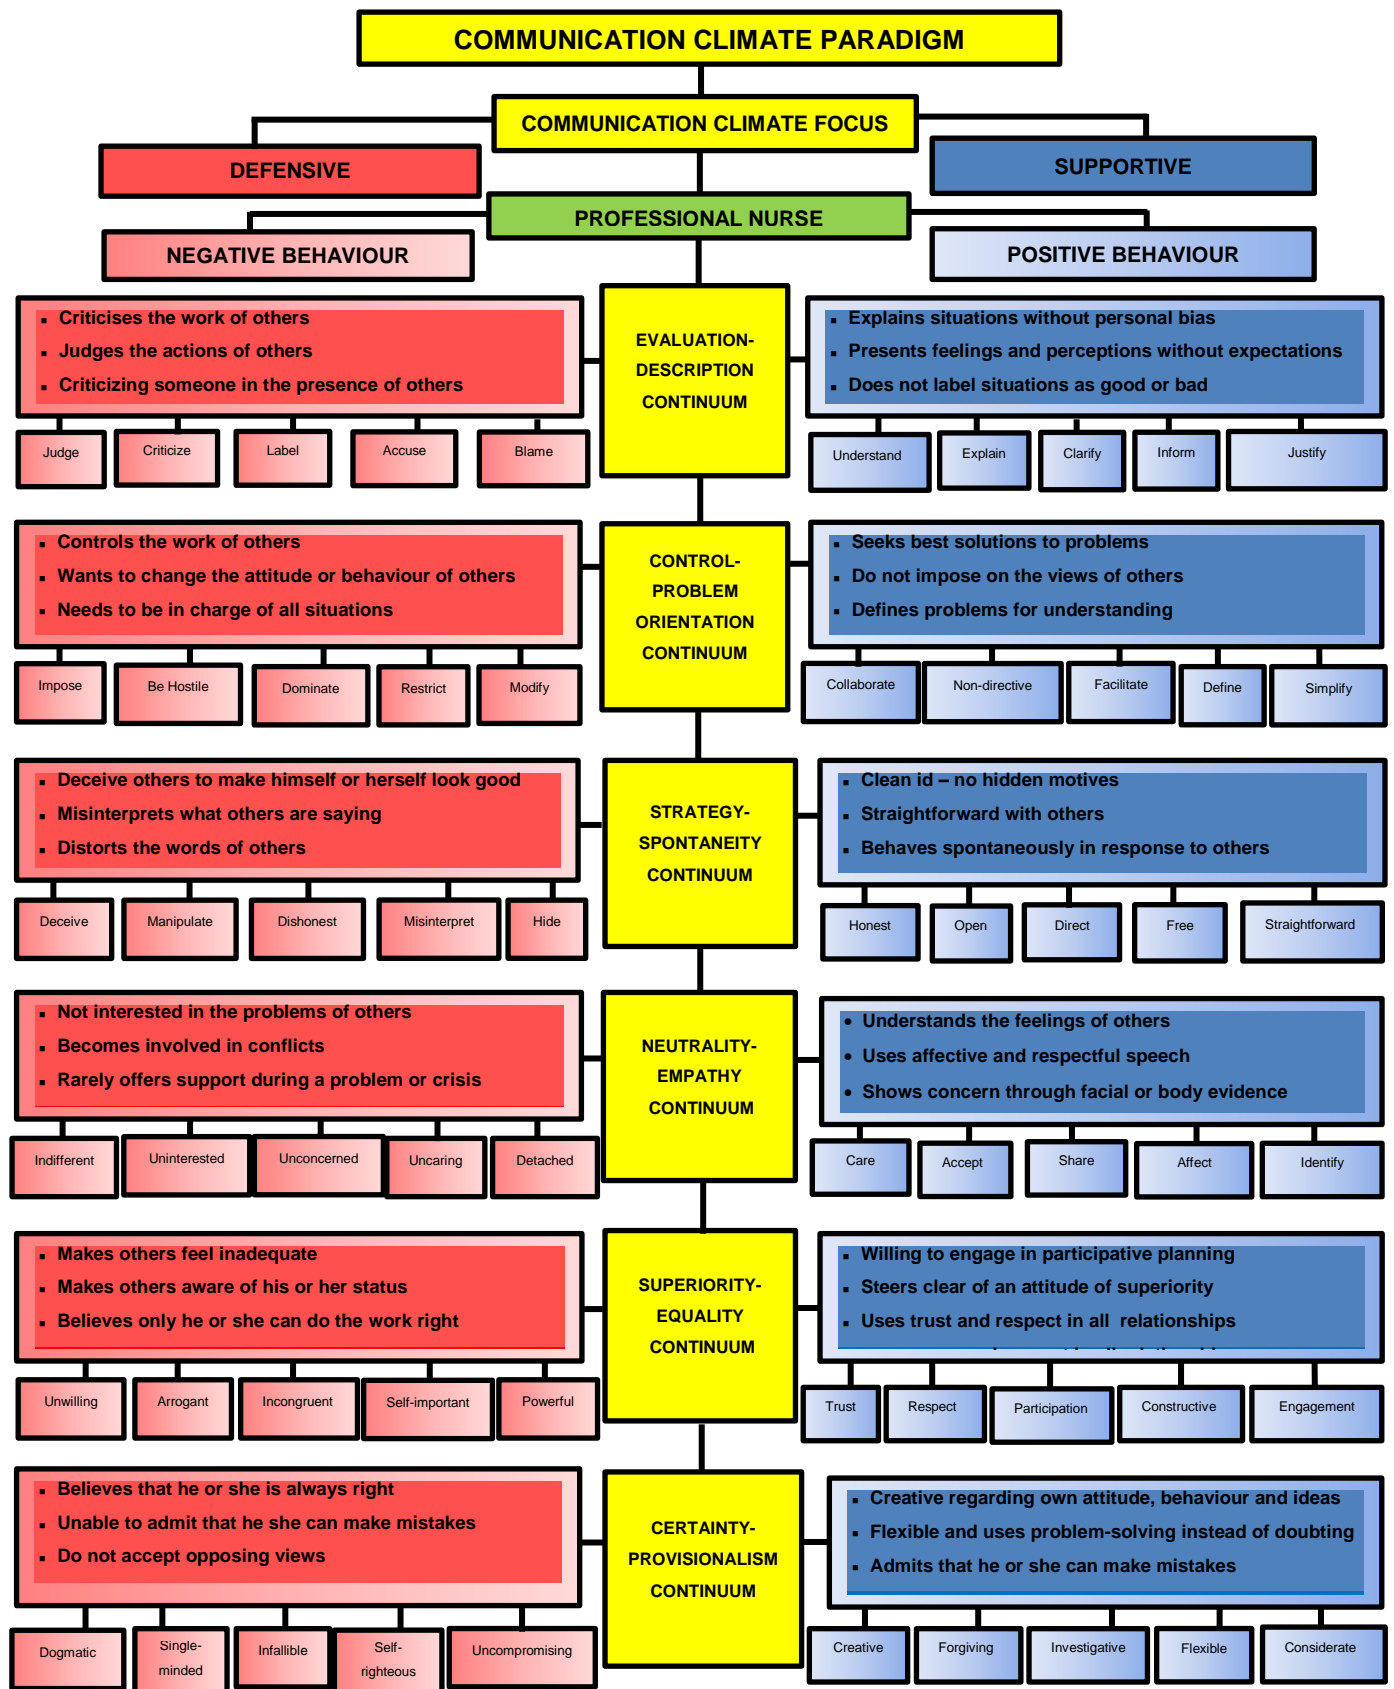 COMMUNICATION CLIMATE PARADIGM
COMMUNICATION CLIMATE FOCUS
DEFENSIVE
SUPPORTIVE
PROFESSIONAL NURSE
NEGATIVE BEHAVIOUR
POSITIVE BEHAVIOUR
Criticises the work of others
Judges the actions of others
Criticizing someone in the presence of others
EVALUATION-
DESCRIPTION
CONTINUUM
Explains situations without personal bias
Presents feelings and perceptions without expectations
Does not label situations as good or bad
Judge
Criticize
Label
Accuse
Blame
Understand
Explain
Clarify
Inform
Justify
Controls the work of others
Wants to change the attitude or behaviour of others
Needs to be in charge of all situations
CONTROL-
PROBLEM
ORIENTATION
CONTINUUM
Seeks best solutions to problems
Do not impose on the views of others
Defines problems for understanding
Impose
Be Hostile
Dominate
Restrict
Modify
Collaborate
Non-directive
Facilitate
Define
Simplify
Deceive others to make himself or herself look good
Misinterprets what others are saying
Distorts the words of others
STRATEGY-
SPONTANEITY
CONTINUUM
Clean id – no hidden motives
Straightforward with others
Behaves spontaneously in response to others
Deceive
Manipulate
Dishonest
Misinterpret
Hide
Honest
Open
Direct
Free
Straightforward
Not interested in the problems of others
Becomes involved in conflicts
Rarely offers support during a problem or crisis
NEUTRALITY-
EMPATHY
CONTINUUM
Understands the feelings of others
Uses affective and respectful speech
Shows concern through facial or body evidence
Indifferent
Uninterested
Unconcerned
Uncaring
Detached
Care
Accept
Share
Affect
Identify
Makes others feel inadequate
Makes others aware of his or her status
Believes only he or she can do the work right
SUPERIORITY-
EQUALITY
CONTINUUM
Willing to engage in participative planning
Steers clear of an attitude of superiority
Uses trust and respect in all relationships
Unwilling
Arrogant
Incongruent
Self-important
Powerful
Trust
Respect
Participation
Constructive
Engagement
Believes that he or she is always right
Unable to admit that he she can make mistakes
Do not accept opposing views
CERTAINTY-
PROVISIONALISM
CONTINUUM
Creative regarding own attitude, behaviour and ideas
Flexible and uses problem-solving instead of doubting
Admits that he or she can make mistakes
Dogmatic
Single-
minded
Infallible
Self-
righteous
Uncompromising
Creative
Forgiving
Investigative
Flexible
Considerate